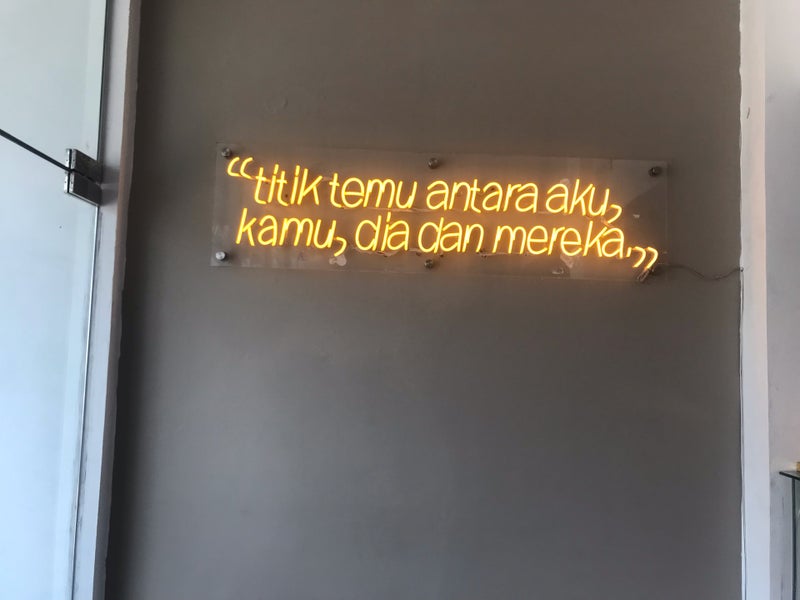 “titik temu antara aku,
kamu, dia dan mereka.„